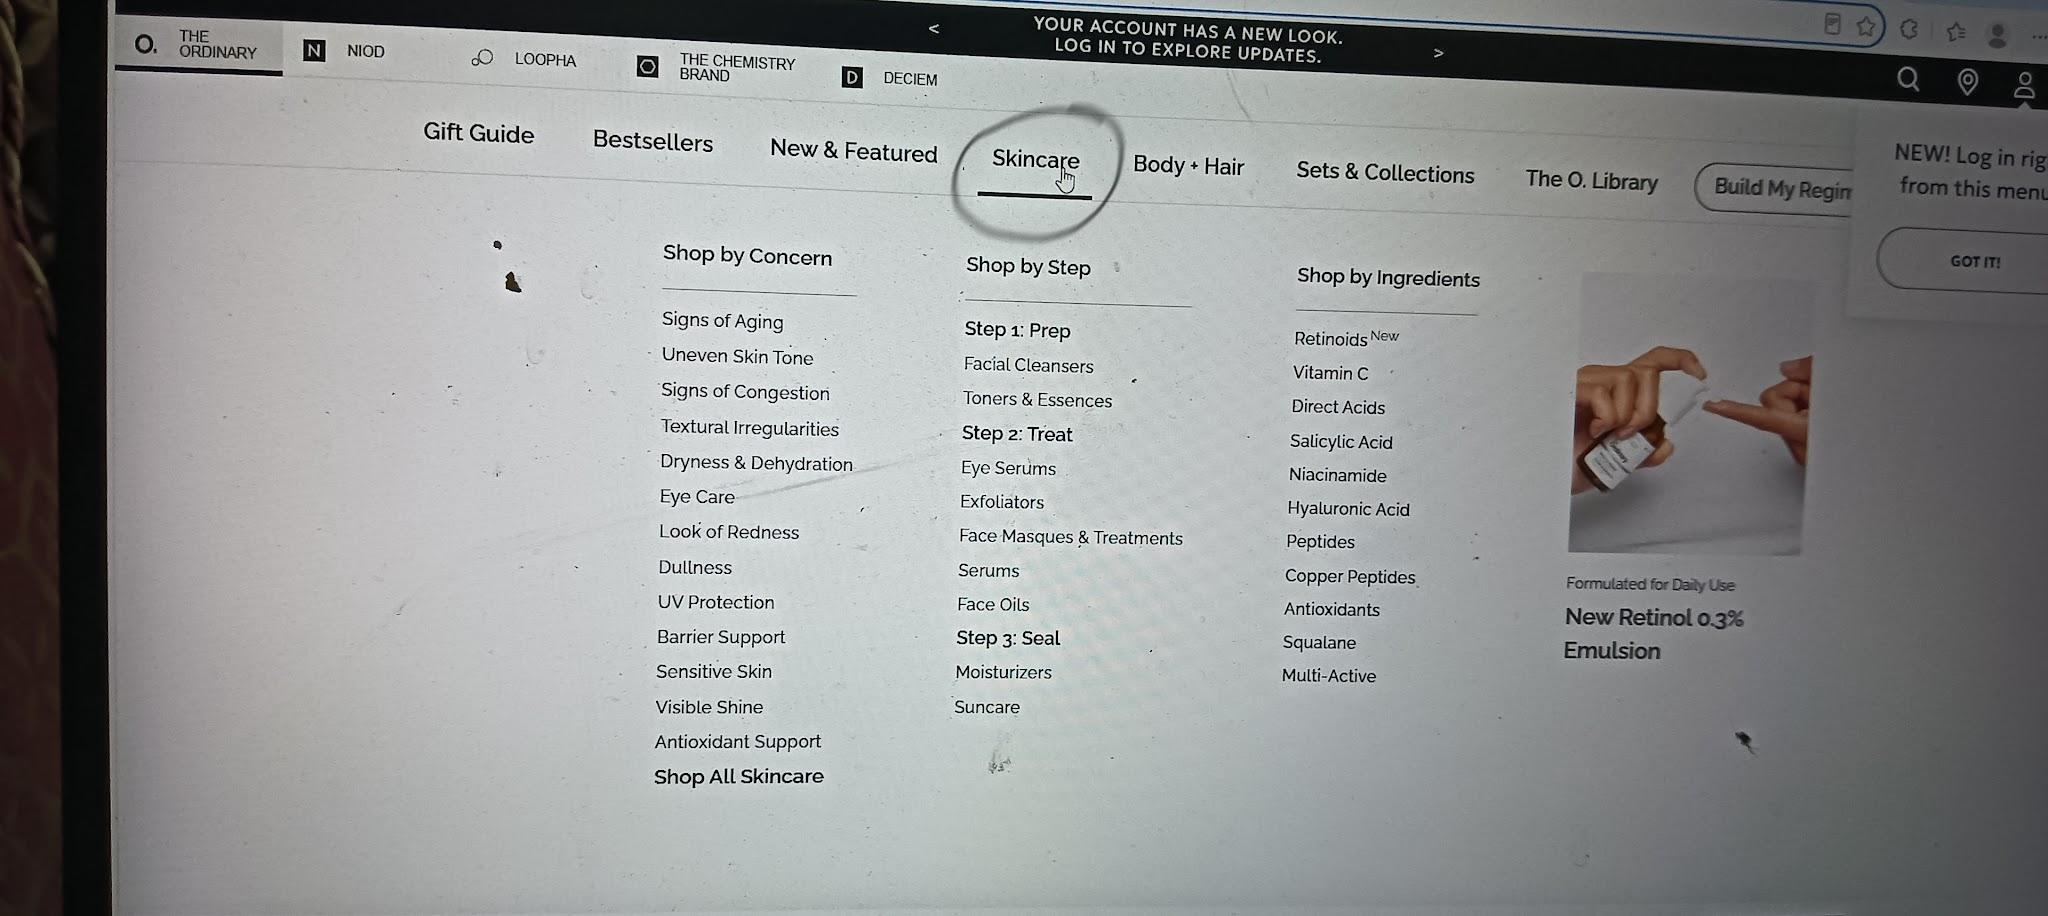 YOUR ACCOUNT HAS A NEW LOOK.
LOG IN TO EXPLORE UPDATES.
<
>
O.
THE
ORDINARY
N
NIOD
LOOPHA
THE CHEMISTRY
BRAND
D
DECIEM
Gift Guide
Bestsellers
New & Featured
Skincare
Body + Hair
Sets & Collections
The O. Library
Build My Regim
NEW! Log in rig
from this menu
GOT IT!
Shop by Concern
Signs of Aging
Uneven Skin Tone
Signs of Congestion
Textural Irregularities
Dryness & Dehydration
Eye Care
Look of Redness
Dullness
UV Protection
Barrier Support
Sensitive Skin
Visible Shine
Antioxidant Support
Shop All Skincare
Shop by Step
Step 1: Prep
Facial Cleansers
Toners & Essences
Step 2: Treat
Eye Serums
Exfoliators
Face Masques & Treatments
Serums
Face Oils
Step 3: Seal
Moisturizers
Suncare
Shop by Ingredients
Retinoids New
Vitamin C
Direct Acids
Salicylic Acid
Niacinamide
Hyaluronic Acid
Peptides
Copper Peptides
Antioxidants
Squalane
Multi-Active
Formulated for Daily Use
New Retinol 0.3%
Emulsion